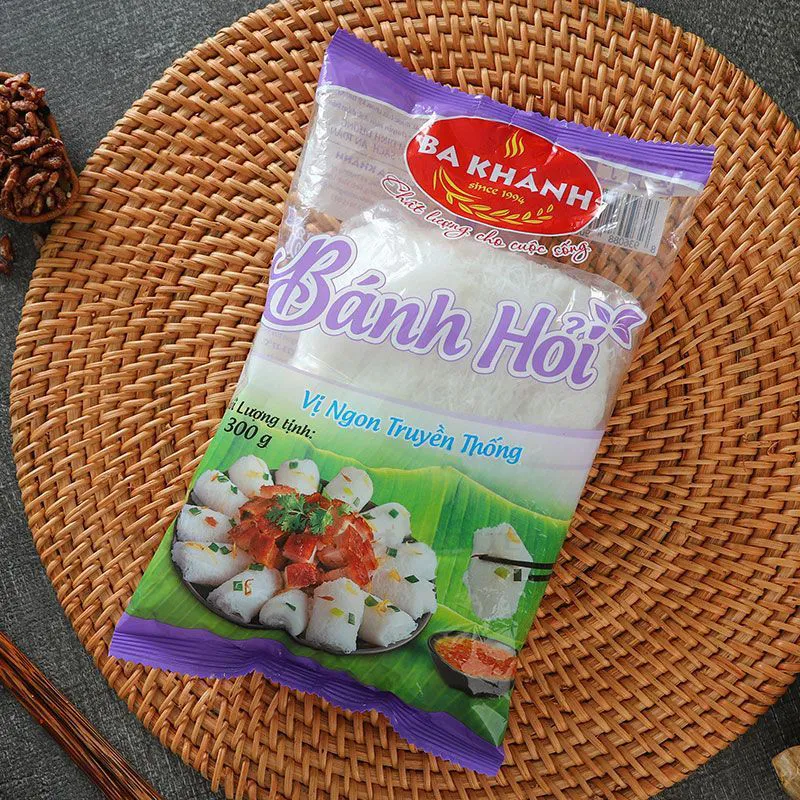 BA KHÁNH
since 1994
Chất lượng cho cuộc sống
Bánh Hỏi
Vị Ngon Truyền Thống
Lượng tịnh:
300 g